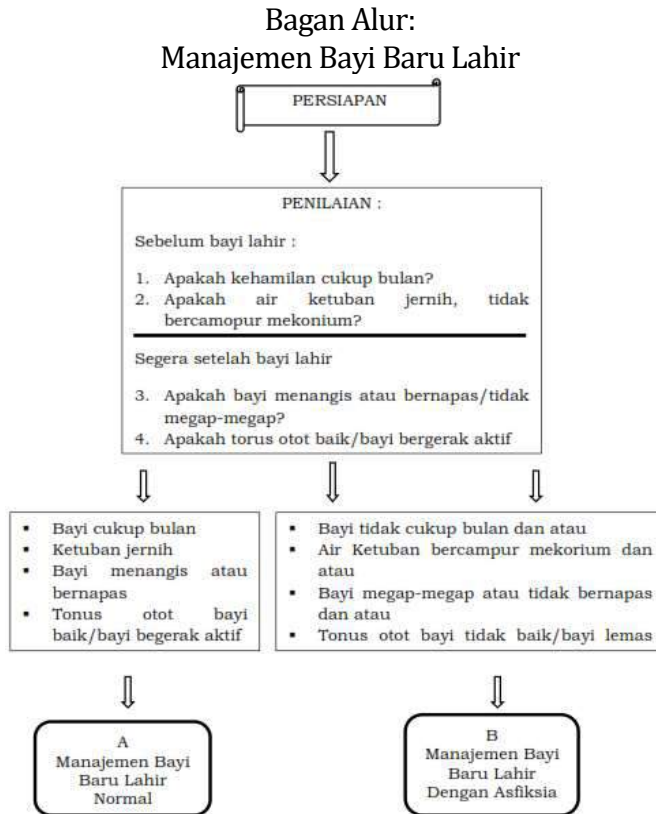 Bagan Alur:
Manajemen Bayi Baru Lahir
PERSIAPAN
PENILAIAN :
Sebelum bayi lahir :
1. Apakah kehamilan cukup bulan?
2. Apakah air ketuban jernih, tidak
bercamopur mekonium?
Segera setelah bayi lahir
3. Apakah bayi menangis atau bernapas/tidak
megap-megap?
4. Apakah torus otot baik/bayi bergerak aktif
▪ Bayi cukup bulan
▪ Ketuban jernih
▪ Bayi menangis atau
bernapas
▪ Tonus otot bayi
baik/bayi begerak aktif
▪ Bayi tidak cukup bulan dan atau
▪ Air Ketuban bercampur mekorium dan
atau
▪ Bayi megap-megap atau tidak bernapas
dan atau
▪ Tonus otot bayi tidak baik/bayi lemas
A
Manajemen Bayi
Baru Lahir
Normal
B
Manajemen Bayi
Baru Lahir
Dengan Asfiksia